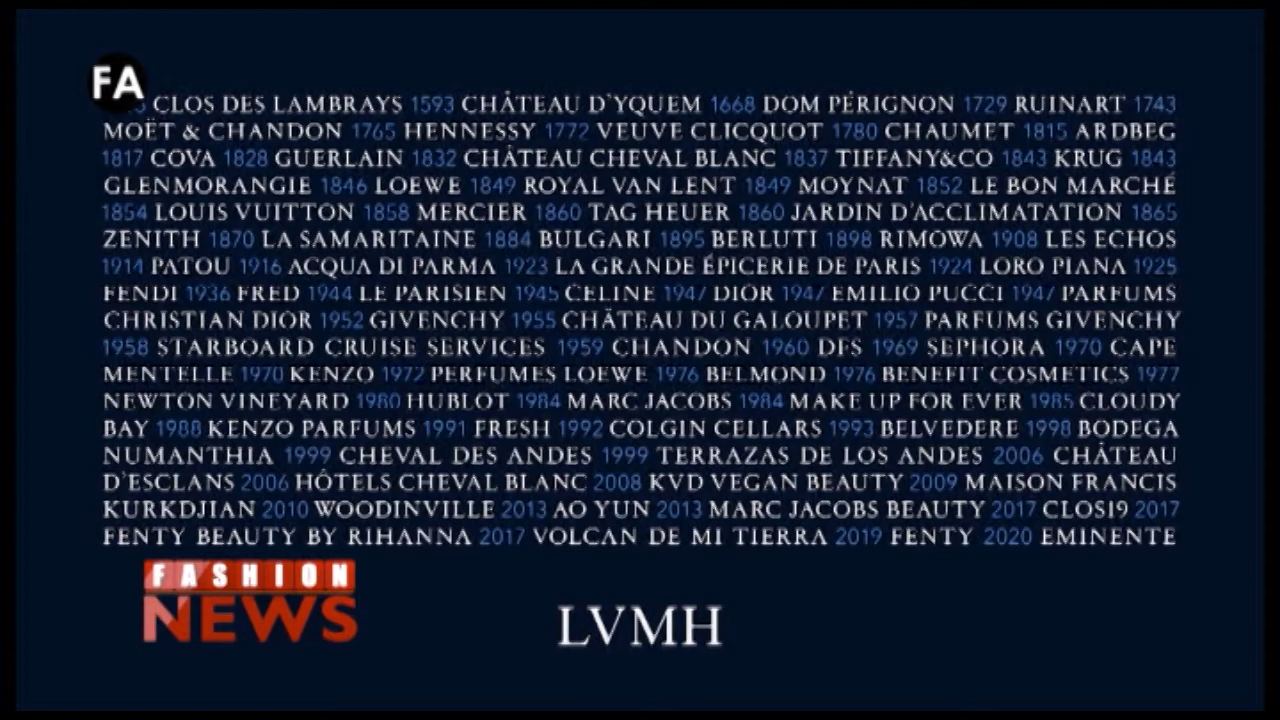 FA
CLOS DES LAMBRAYS 1593 CHÂTEAU D'YQUEM 1668 DOM PÉRIGNON 1729 RUINART 1743
MOËT & CHANDON 1765 HENNESSY 1772 VEUVE CLICQUOT 1780 CHAUMET 1815 ARDBEG
1817 COVA 1828 GUERLAIN 1832 CHÂTEAU CHEVAL BLANC 1837 TIFFANY&CO 1843 KRUG 1843
GLENMORANGIE 1846 LOEWE 1849 ROYAL VAN LENT 1849 MOYNAT 1852 LE BON MARCHÉ
1854 LOUIS VUITTON 1858 MERCIER 1860 TAG HEUER 1860 JARDIN D'ACCLIMATATION 1865
ZENITH 1870 LA SAMARITAINE 1884 BULGARI 1895 BERLUTI 1898 RIMOWA 1908 LES ECHOS
1914 PATOU 1916 ACQUA DI PARMA 1923 LA GRANDE ÉPICERIE DE PARIS 1924 LORO PIANA 1925
FENDI 1936 FRED 1944 LE PARISIEN 1945 CELINE 1947 DIOR 1947 EMILIO PUCCI 1947 PARFUMS
CHRISTIAN DIOR 1952 GIVENCHY 1955 CHÂTEAU DU GALOUPET 1957 PARFUMS GIVENCHY
1958 STARBOARD CRUISE SERVICES 1959 CHANDON 1960 DFS 1969 SEPHORA 1970 CAPE
MENTELLE 1970 KENZO 1972 PERFUMES LOEWE 1976 BELMOND 1976 BENEFIT COSMETICS 1977
NEWTON VINEYARD 1980 HUBLOT 1984 MARC JACOBS 1984 MAKE UP FOR EVER 1985 CLOUDY
BAY 1988 KENZO PARFUMS 1991 FRESH 1992 COLGIN CELLARS 1993 BELVEDERE 1998 BODEGA
NUMANTHIA 1999 CHEVAL DES ANDES 1999 TERRAZAS DE LOS ANDES 2006 CHÂTEAU
D'ESCLANS 2006 HÔTELS CHEVAL BLANC 2008 KVD VEGAN BEAUTY 2009 MAISON FRANCIS
KURKDJIAN 2010 WOODINVILLE 2013 AO YUN 2013 MARC JACOBS BEAUTY 2017 CLOS19 2017
FENTY BEAUTY BY RIHANNA 2017 VOLCAN DE MI TIERRA 2019 FENTY 2020 EMINENTE
FASHION
NEWS
LVMH